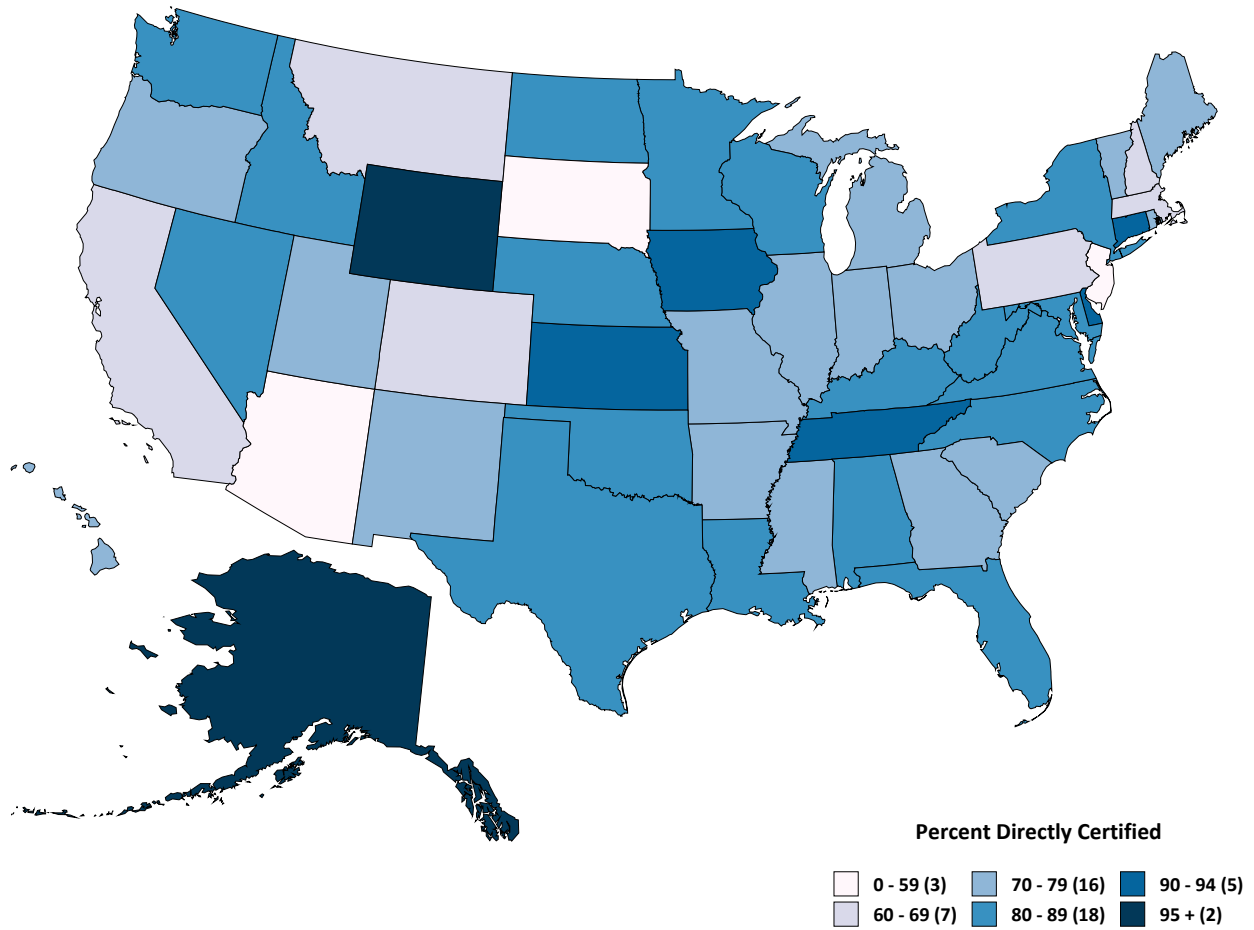 Percent Directly Certified
0 - 59 (3) 70 - 79 (16) 90 - 94 (5)
60 - 69 (7) 80 - 89 (18) 95 + (2)